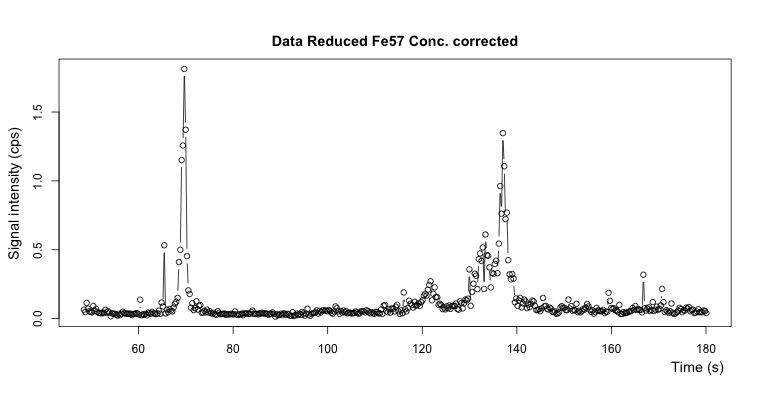 Data Reduced Fe57 Conc. corrected
Signal intensity (cps)
0.0
0.5
1.0
1.5
60 80 100 120 140 160 180
Time (s)